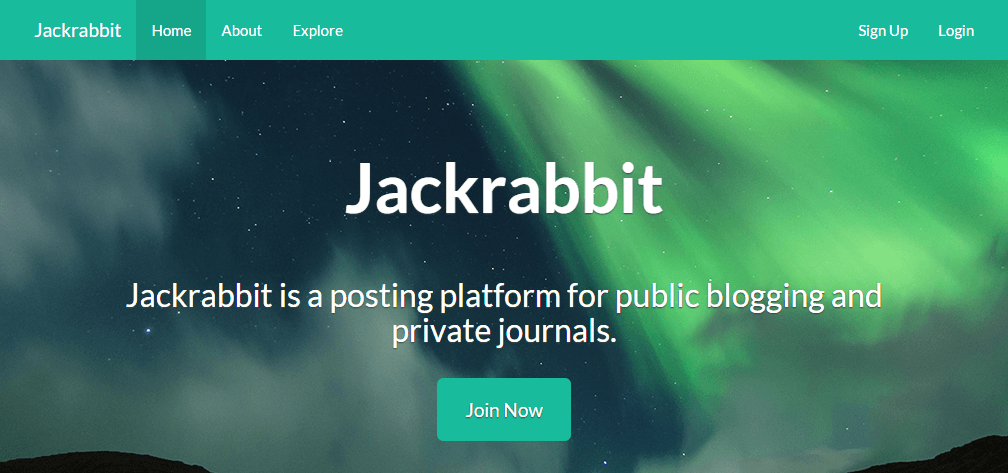 Jackrabbit Home About Explore Sign Up Login
Jackrabbit
Jackrabbit is a posting platform for public blogging and
private journals.
Join Now